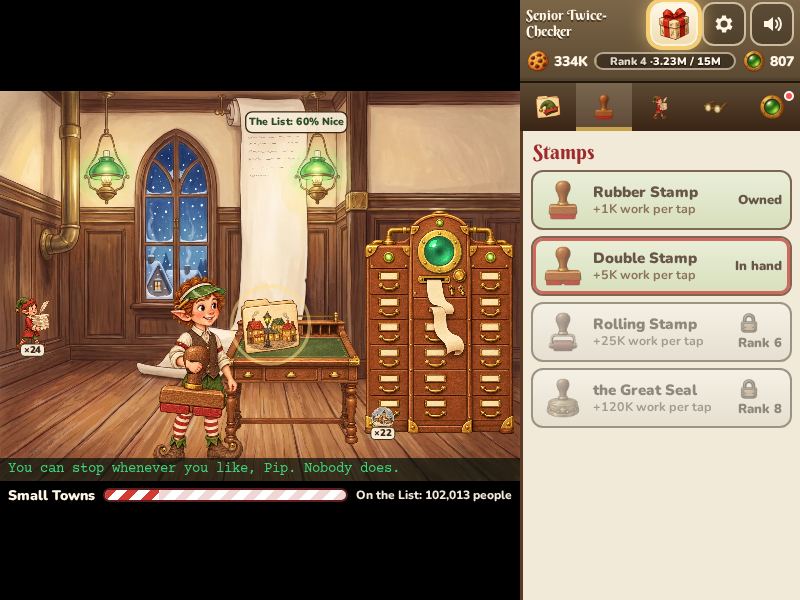 Senior Twice-
Checker
334K
Rank 4 · 3.23M / 15M
807
The List: 60% Nice
×24
×22
You can stop whenever you like, Pip. Nobody does.
Small Towns
On the List: 102,013 people
Stamps
Rubber Stamp
+1K work per tap
Owned
Double Stamp
+5K work per tap
In hand
Rolling Stamp
+25K work per tap
Rank 6
the Great Seal
+120K work per tap
Rank 8